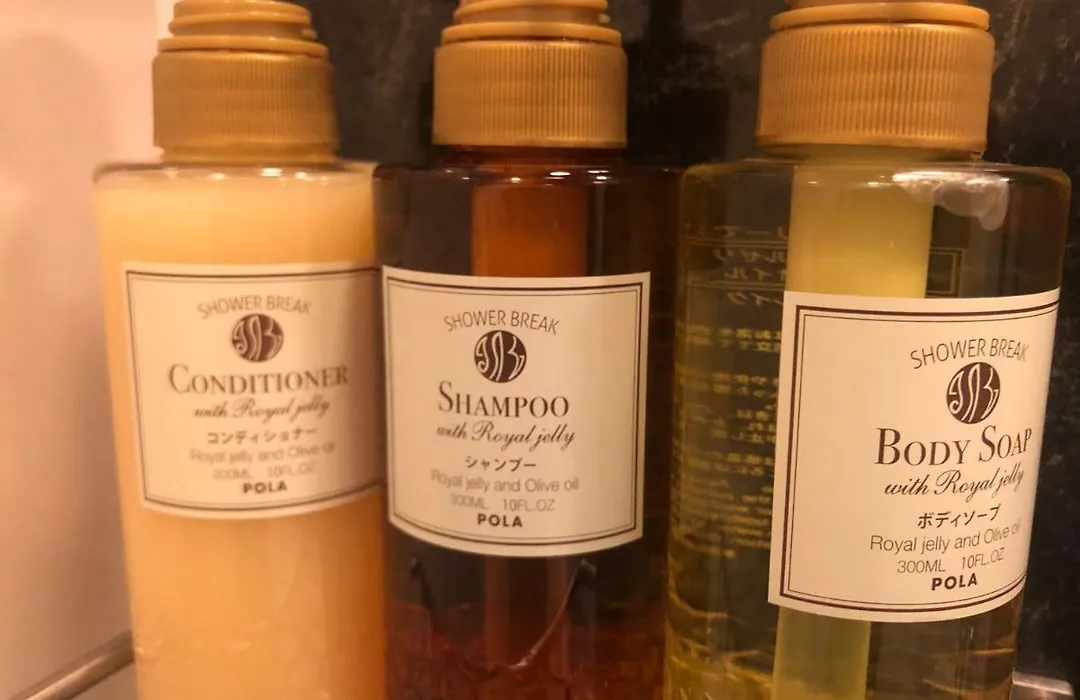 SHOWER BREAK
CONDITIONER
with Royal jelly
コンディショナー
Royal jelly and Olive oil
300ML 10FL.OZ
POLA
SHOWER BREAK
SHAMPOO
with Royal jelly
シャンプー
Royal jelly and Olive oil
300ML 10FL.OZ
POLA
SHOWER BREAK
BODY SOAP
with Royal jelly
ボディソープ
Royal jelly and Olive oil
300ML 10FL.OZ
POLA